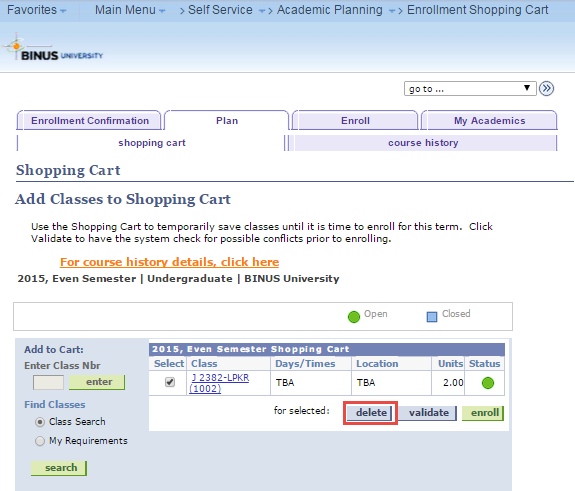 Favorites Main Menu > Self Service > Academic Planning > Enrollment Shopping Cart
BINUS UNIVERSITY
go to ...
Enrollment Confirmation Plan Enroll My Academics
shopping cart course history
Shopping Cart
Add Classes to Shopping Cart
Use the Shopping Cart to temporarily save classes until it is time to enroll for this term. Click
Validate to have the system check for possible conflicts prior to enrolling.
For course history details, click here
2015, Even Semester | Undergraduate | BINUS University
Open Closed
Add to Cart:
Enter Class Nbr
enter
Find Classes
Class Search
My Requirements
search
2015, Even Semester Shopping Cart
Select Class Days/Times Location Units Status
J 2382-LPKR TBA TBA 2.00
(1002)
for selected: delete validate enroll